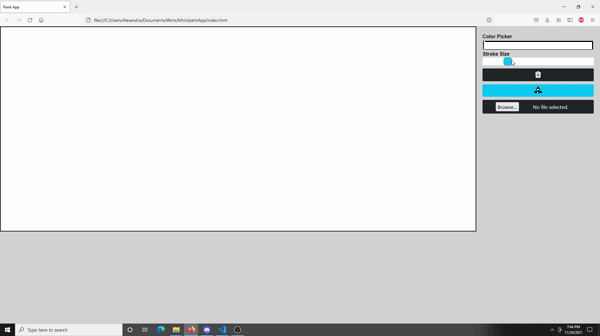 Paint App
file:///C:/Users/Alexandra/Documents/Work/Mint/paintApp/index.html
Color Picker
Stroke Size
Browse...
No file selected.
Type here to search
7:44 PM
11/24/2021